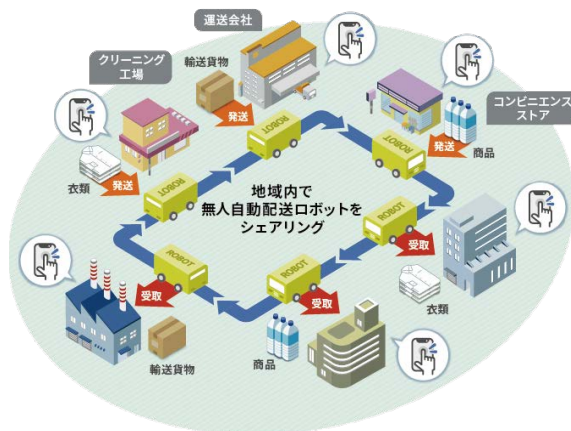 運送会社
輸送貨物
クリーニング
工場
発送
ROBOT
ROBOT
コンビニエンス
ストア
発送
商品
衣類
発送
ROBOT
地域内で
無人自動配送ロボットを
シェアリング
ROBOT
受取
衣類
ROBOT
受取
輸送貨物
ROBOT
受取
商品